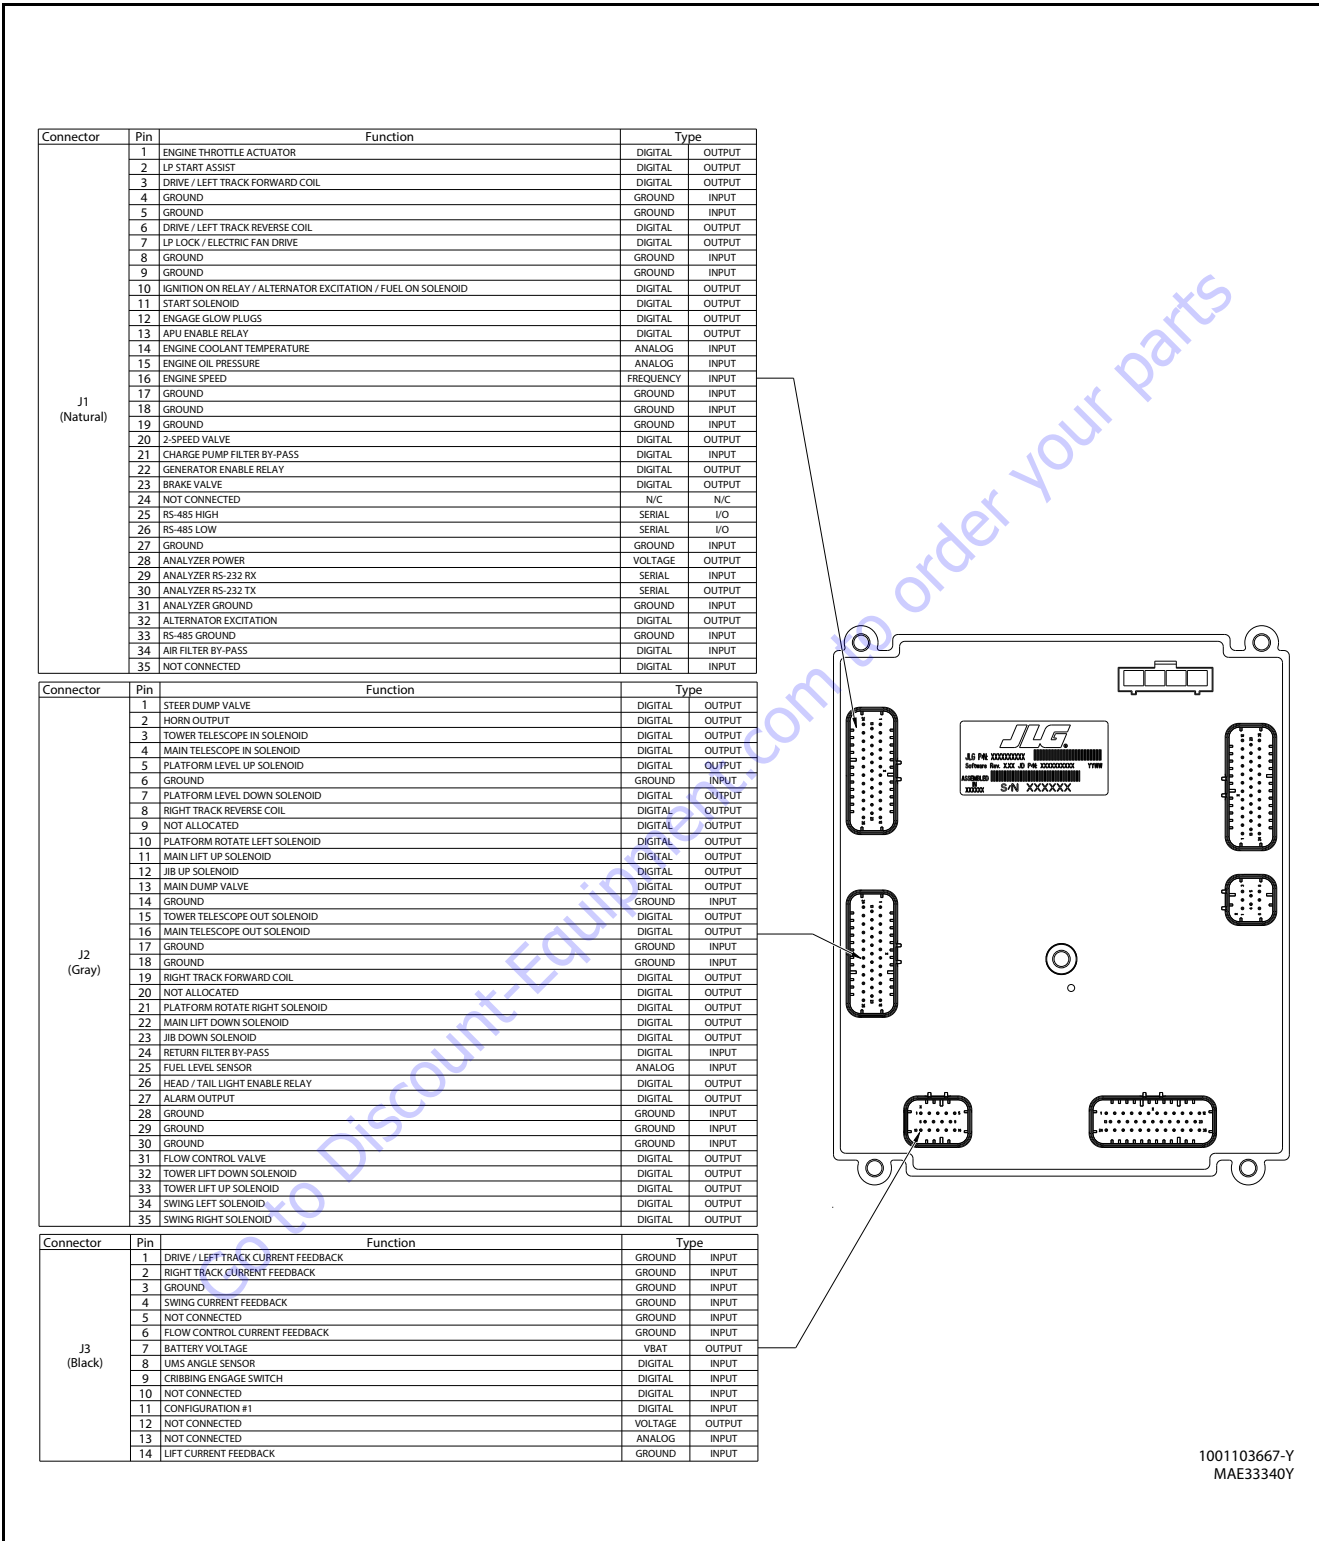 Connector Pin Function Type
J1
(Natural)
1 ENGINE THROTTLE ACTUATOR DIGITAL OUTPUT
2 LP START ASSIST DIGITAL OUTPUT
3 DRIVE / LEFT TRACK FORWARD COIL DIGITAL OUTPUT
4 GROUND GROUND INPUT
5 GROUND GROUND INPUT
6 DRIVE / LEFT TRACK REVERSE COIL DIGITAL OUTPUT
7 LP LOCK / ELECTRIC FAN DRIVE DIGITAL OUTPUT
8 GROUND GROUND INPUT
9 GROUND GROUND INPUT
10 IGNITION ON RELAY / ALTERNATOR EXCITATION / FUEL ON SOLENOID DIGITAL OUTPUT
11 START SOLENOID DIGITAL OUTPUT
12 ENGAGE GLOW PLUGS DIGITAL OUTPUT
13 APU ENABLE RELAY DIGITAL OUTPUT
14 ENGINE COOLANT TEMPERATURE ANALOG INPUT
15 ENGINE OIL PRESSURE ANALOG INPUT
16 ENGINE SPEED FREQUENCY INPUT
17 GROUND GROUND INPUT
18 GROUND GROUND INPUT
19 GROUND GROUND INPUT
20 2-SPEED VALVE DIGITAL OUTPUT
21 CHARGE PUMP FILTER BY-PASS DIGITAL INPUT
22 GENERATOR ENABLE RELAY DIGITAL OUTPUT
23 BRAKE VALVE DIGITAL OUTPUT
24 NOT CONNECTED N/C N/C
25 RS-485 HIGH SERIAL I/O
26 RS-485 LOW SERIAL I/O
27 GROUND GROUND INPUT
28 ANALYZER POWER VOLTAGE OUTPUT
29 ANALYZER RS-232 RX SERIAL INPUT
30 ANALYZER RS-232 TX SERIAL OUTPUT
31 ANALYZER GROUND GROUND INPUT
32 ALTERNATOR EXCITATION DIGITAL OUTPUT
33 RS-485 GROUND GROUND INPUT
34 AIR FILTER BY-PASS DIGITAL INPUT
35 NOT CONNECTED DIGITAL INPUT
Connector Pin Function Type
J2
(Gray)
1 STEER DUMP VALVE DIGITAL OUTPUT
2 HORN OUTPUT DIGITAL OUTPUT
3 TOWER TELESCOPE IN SOLENOID DIGITAL OUTPUT
4 MAIN TELESCOPE IN SOLENOID DIGITAL OUTPUT
5 PLATFORM LEVEL UP SOLENOID DIGITAL OUTPUT
6 GROUND GROUND INPUT
7 PLATFORM LEVEL DOWN SOLENOID DIGITAL OUTPUT
8 RIGHT TRACK REVERSE COIL DIGITAL OUTPUT
9 NOT ALLOCATED DIGITAL OUTPUT
10 PLATFORM ROTATE LEFT SOLENOID DIGITAL OUTPUT
11 MAIN LIFT UP SOLENOID DIGITAL OUTPUT
12 JIB UP SOLENOID DIGITAL OUTPUT
13 MAIN DUMP VALVE DIGITAL OUTPUT
14 GROUND GROUND INPUT
15 TOWER TELESCOPE OUT SOLENOID DIGITAL OUTPUT
16 MAIN TELESCOPE OUT SOLENOID DIGITAL OUTPUT
17 GROUND GROUND INPUT
18 GROUND GROUND INPUT
19 RIGHT TRACK FORWARD COIL DIGITAL OUTPUT
20 NOT ALLOCATED DIGITAL OUTPUT
21 PLATFORM ROTATE RIGHT SOLENOID DIGITAL OUTPUT
22 MAIN LIFT DOWN SOLENOID DIGITAL OUTPUT
23 JIB DOWN SOLENOID DIGITAL OUTPUT
24 RETURN FILTER BY-PASS DIGITAL INPUT
25 FUEL LEVEL SENSOR ANALOG INPUT
26 HEAD / TAIL LIGHT ENABLE RELAY DIGITAL OUTPUT
27 ALARM OUTPUT DIGITAL OUTPUT
28 GROUND GROUND INPUT
29 GROUND GROUND INPUT
30 GROUND GROUND INPUT
31 FLOW CONTROL VALVE DIGITAL OUTPUT
32 TOWER LIFT DOWN SOLENOID DIGITAL OUTPUT
33 TOWER LIFT UP SOLENOID DIGITAL OUTPUT
34 SWING LEFT SOLENOID DIGITAL OUTPUT
35 SWING RIGHT SOLENOID DIGITAL OUTPUT
Connector Pin Function Type
J3
(Black)
1 DRIVE / LEFT TRACK CURRENT FEEDBACK GROUND INPUT
2 RIGHT TRACK CURRENT FEEDBACK GROUND INPUT
3 GROUND GROUND INPUT
4 SWING CURRENT FEEDBACK GROUND INPUT
5 NOT CONNECTED GROUND INPUT
6 FLOW CONTROL CURRENT FEEDBACK GROUND INPUT
7 BATTERY VOLTAGE VBAT OUTPUT
8 UMS ANGLE SENSOR DIGITAL INPUT
9 CRIBBING ENGAGE SWITCH DIGITAL INPUT
10 NOT CONNECTED DIGITAL INPUT
11 CONFIGURATION #1 DIGITAL INPUT
12 NOT CONNECTED VOLTAGE OUTPUT
13 NOT CONNECTED ANALOG INPUT
14 LIFT CURRENT FEEDBACK GROUND INPUT
JLG
JLG P/N: XXXXXXXXXX
Software Rev. X.XX JD P/N: XXXXXXXXXX YYWW
ASSEMBLED
IN
XXXXXX S/N XXXXXX
Go to Discount-Equipment.com to order your parts
1001103667-Y
MAE33340Y